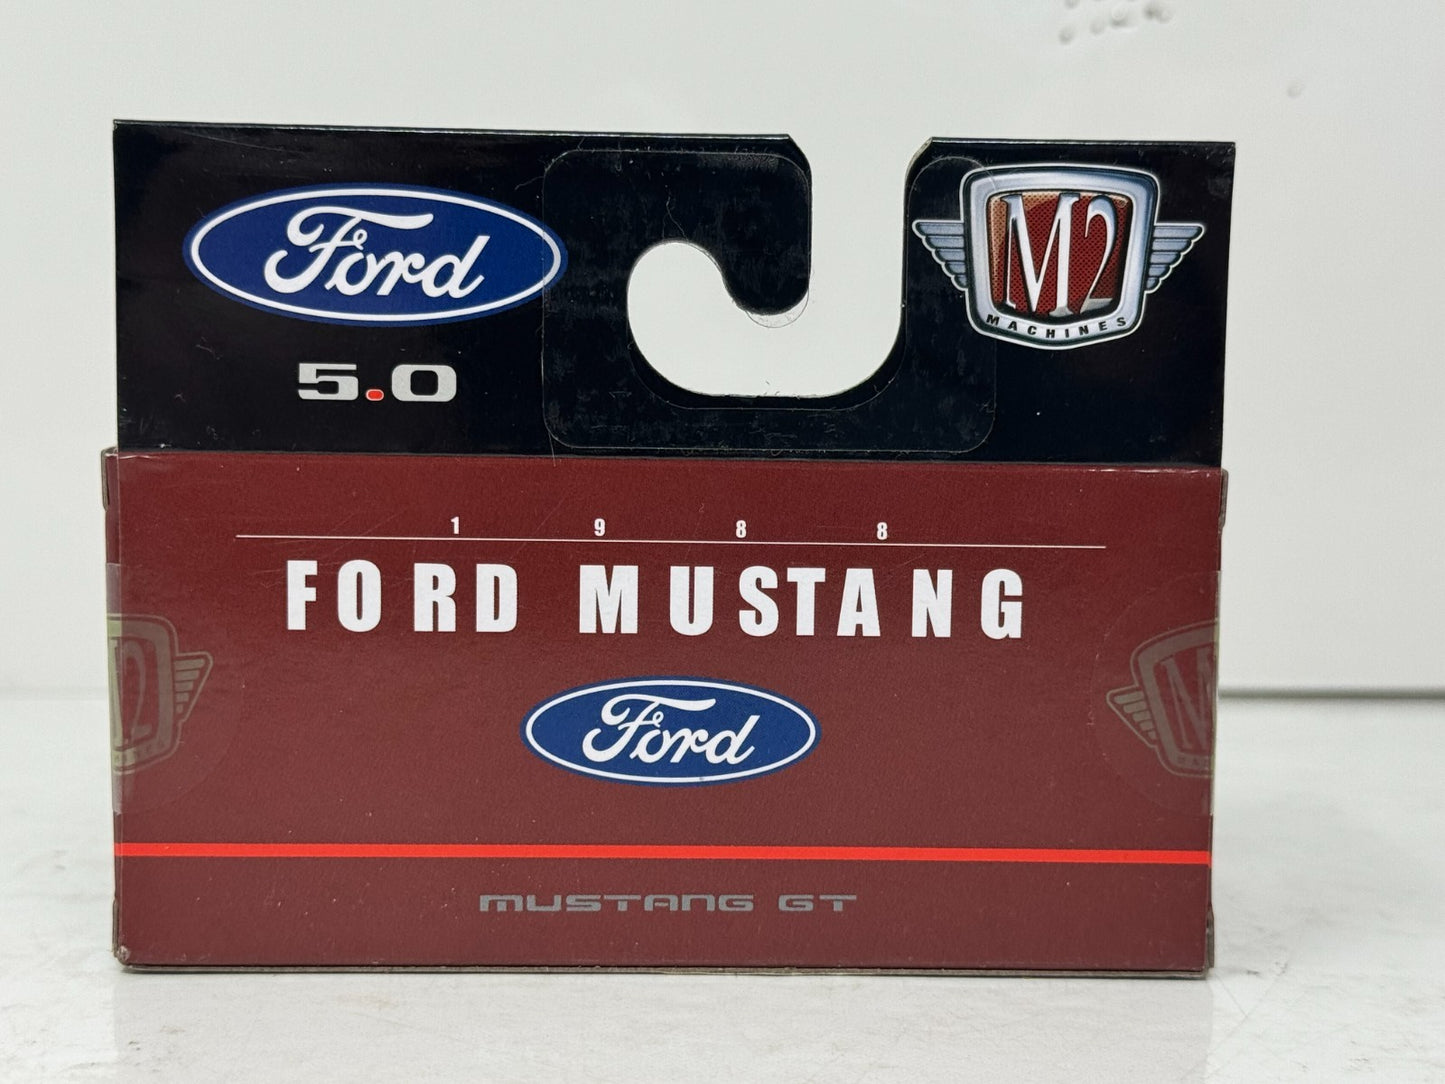 Ford
5.0
M2
MACHINES
1 9 8 8
FORD MUSTANG
Ford
MUSTANG GT